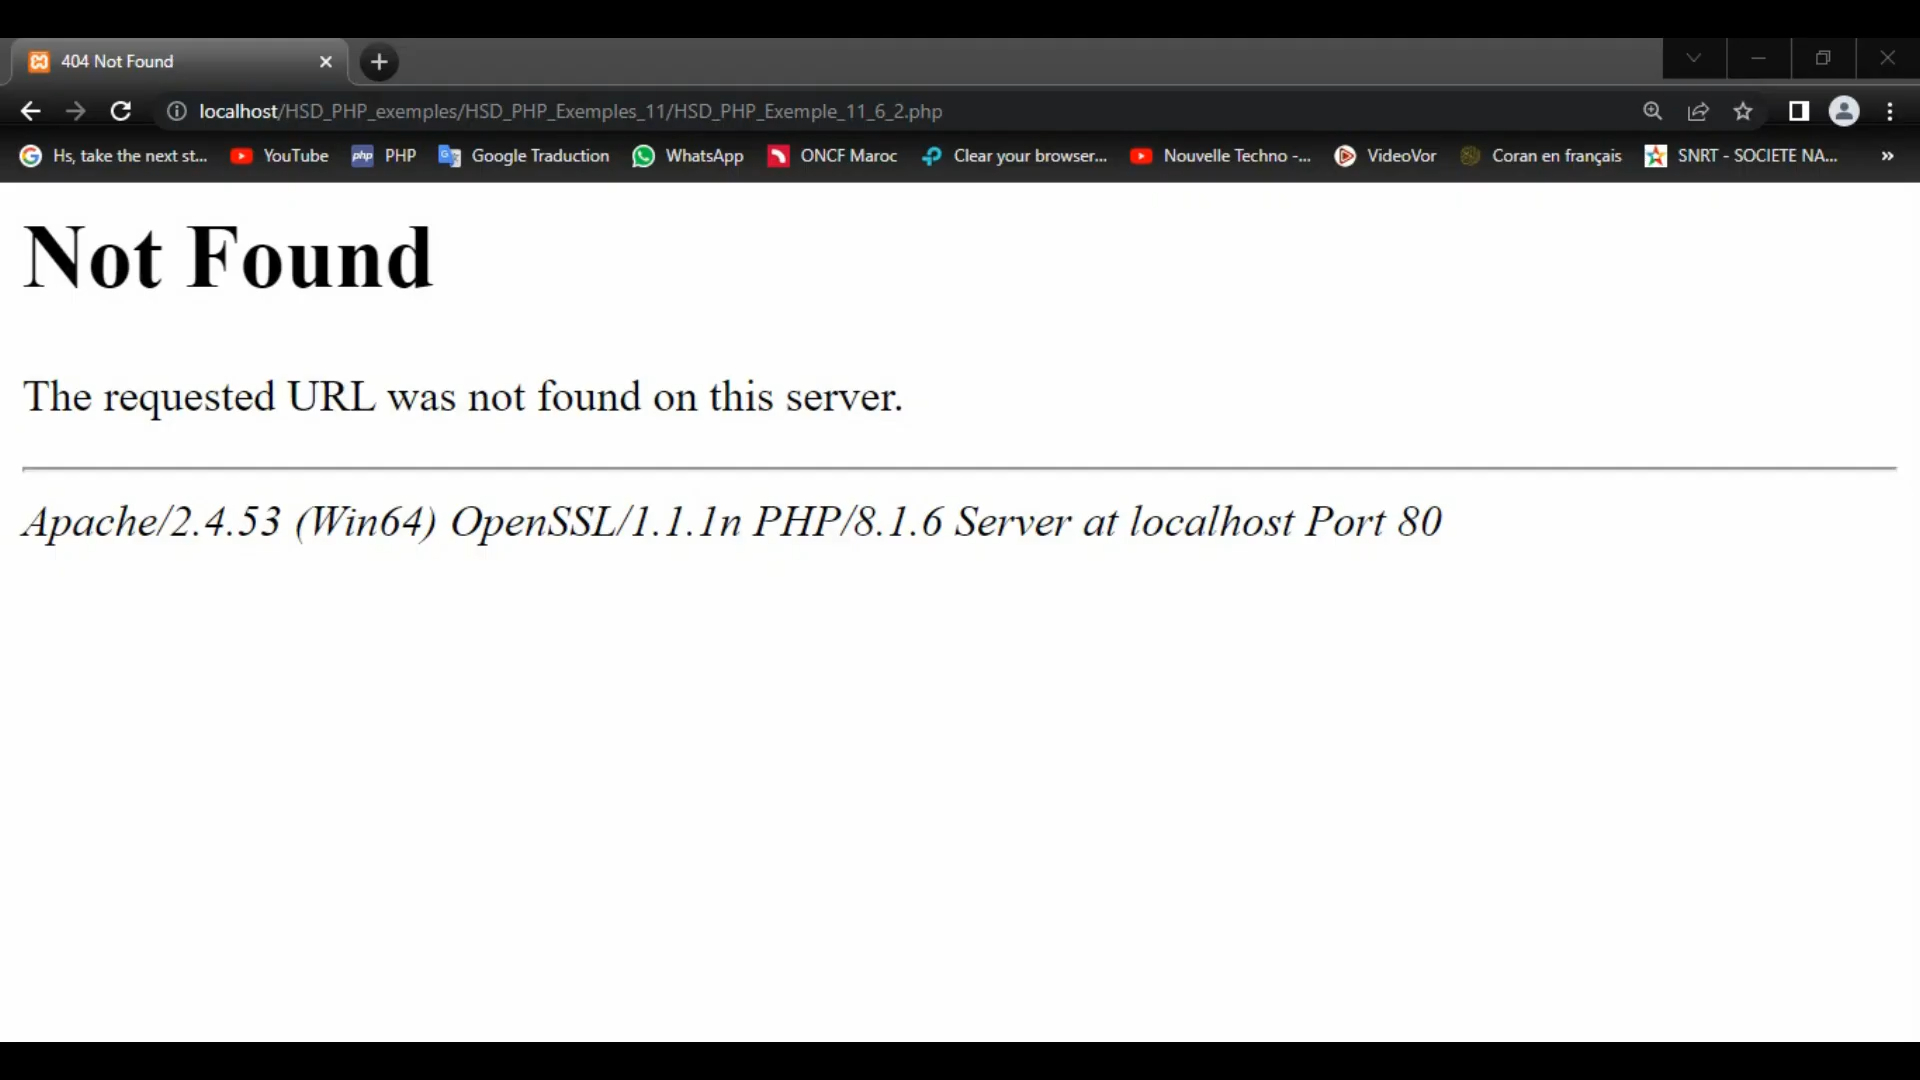 404 Not Found
localhost/HSD_PHP_exemples/HSD_PHP_Exemples_11/HSD_PHP_Exemple_11_6_2.php
Hs, take the next st... YouTube php PHP Google Traduction WhatsApp ONCF Maroc Clear your browser... Nouvelle Techno -... VideoVor Coran en français SNRT - SOCIETE NA... »
Not Found
The requested URL was not found on this server.
Apache/2.4.53 (Win64) OpenSSL/1.1.1n PHP/8.1.6 Server at localhost Port 80